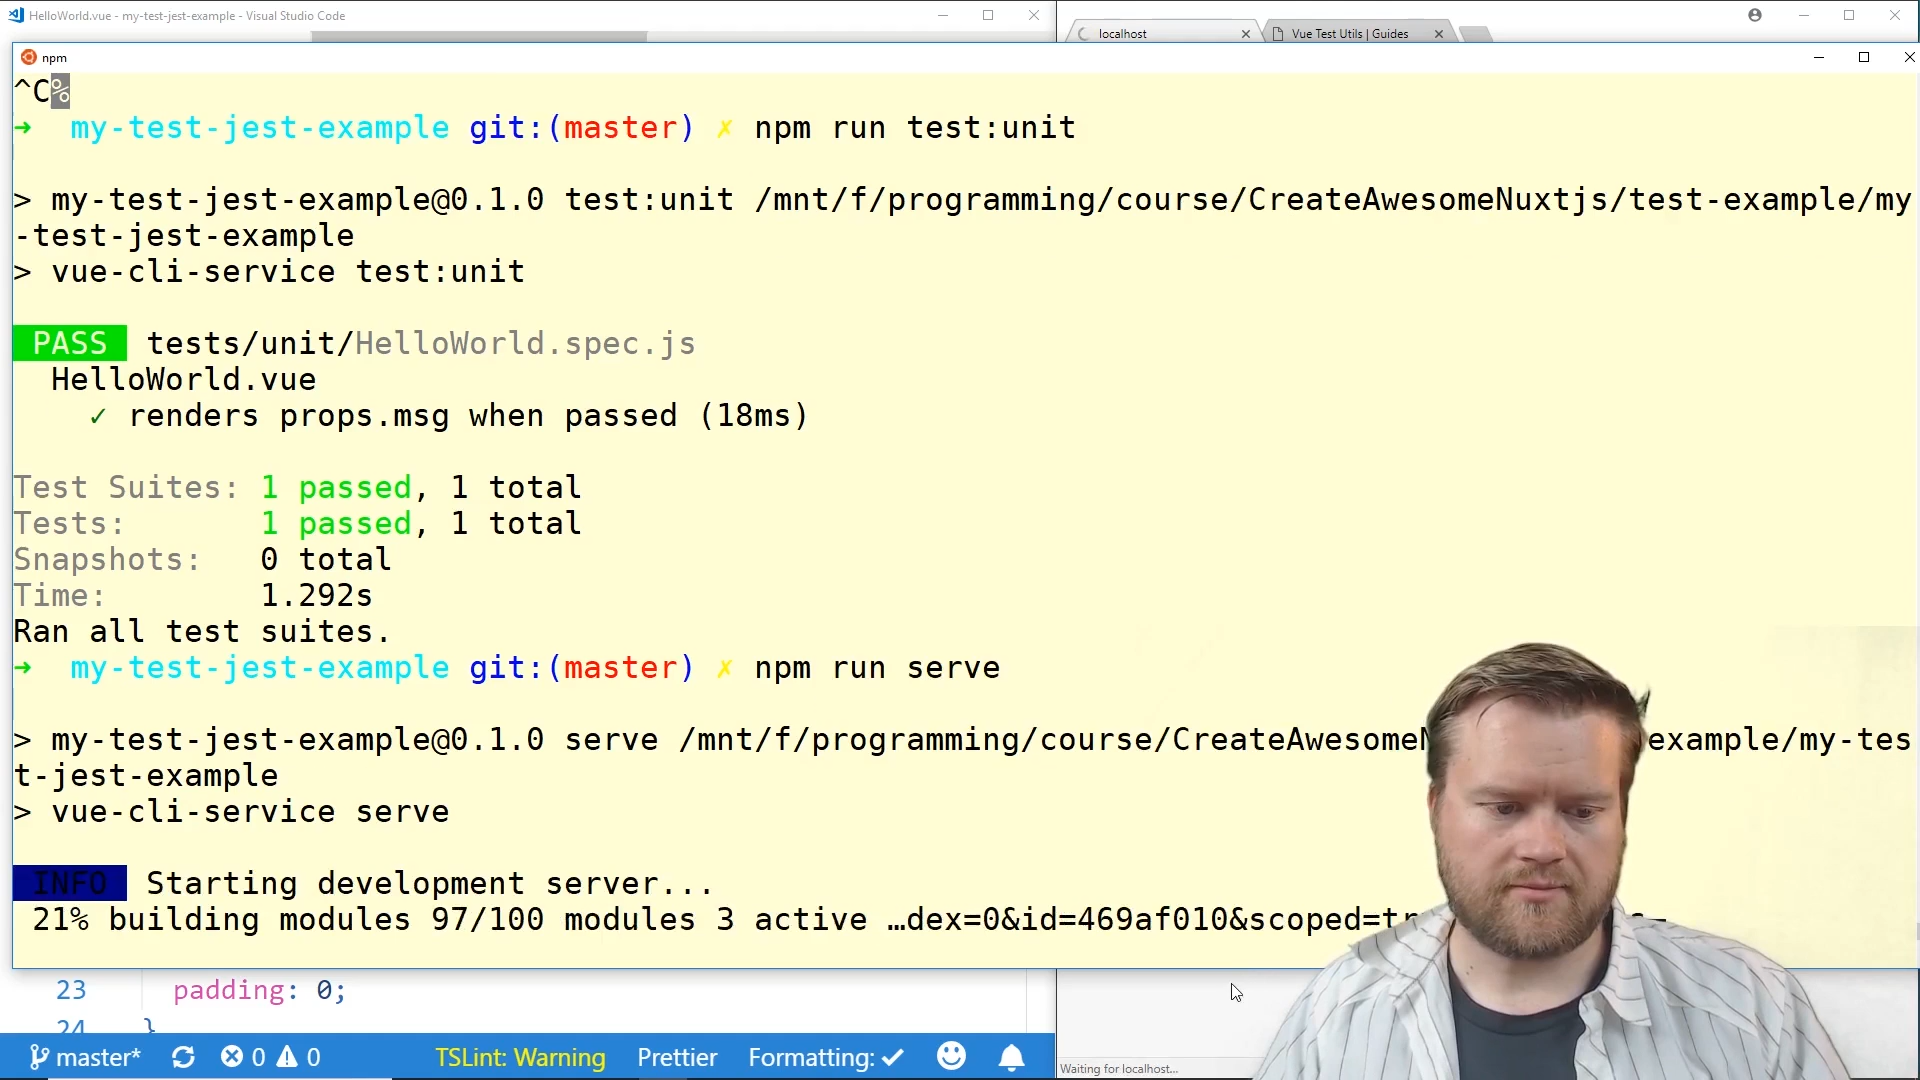 HelloWorld.vue - my-test-jest-example - Visual Studio Code
localhost
Vue Test Utils | Guides
npm
^C%
➜ my-test-jest-example git:(master) ✗ npm run test:unit
> my-test-jest-example@0.1.0 test:unit /mnt/f/programming/course/CreateAwesomeNuxtjs/test-example/my
-test-jest-example
> vue-cli-service test:unit
PASS tests/unit/HelloWorld.spec.js
HelloWorld.vue
✓ renders props.msg when passed (18ms)
Test Suites: 1 passed, 1 total
Tests: 1 passed, 1 total
Snapshots: 0 total
Time: 1.292s
Ran all test suites.
➜ my-test-jest-example git:(master) ✗ npm run serve
> my-test-jest-example@0.1.0 serve /mnt/f/programming/course/CreateAwesome example/my-tes
t-jest-example
> vue-cli-service serve
INFO Starting development server...
21% building modules 97/100 modules 3 active …dex=0&id=469af010&scoped=tr
23 padding: 0;
24 }
master* 0 0 TSLint: Warning Prettier Formatting: ✓
Waiting for localhost...